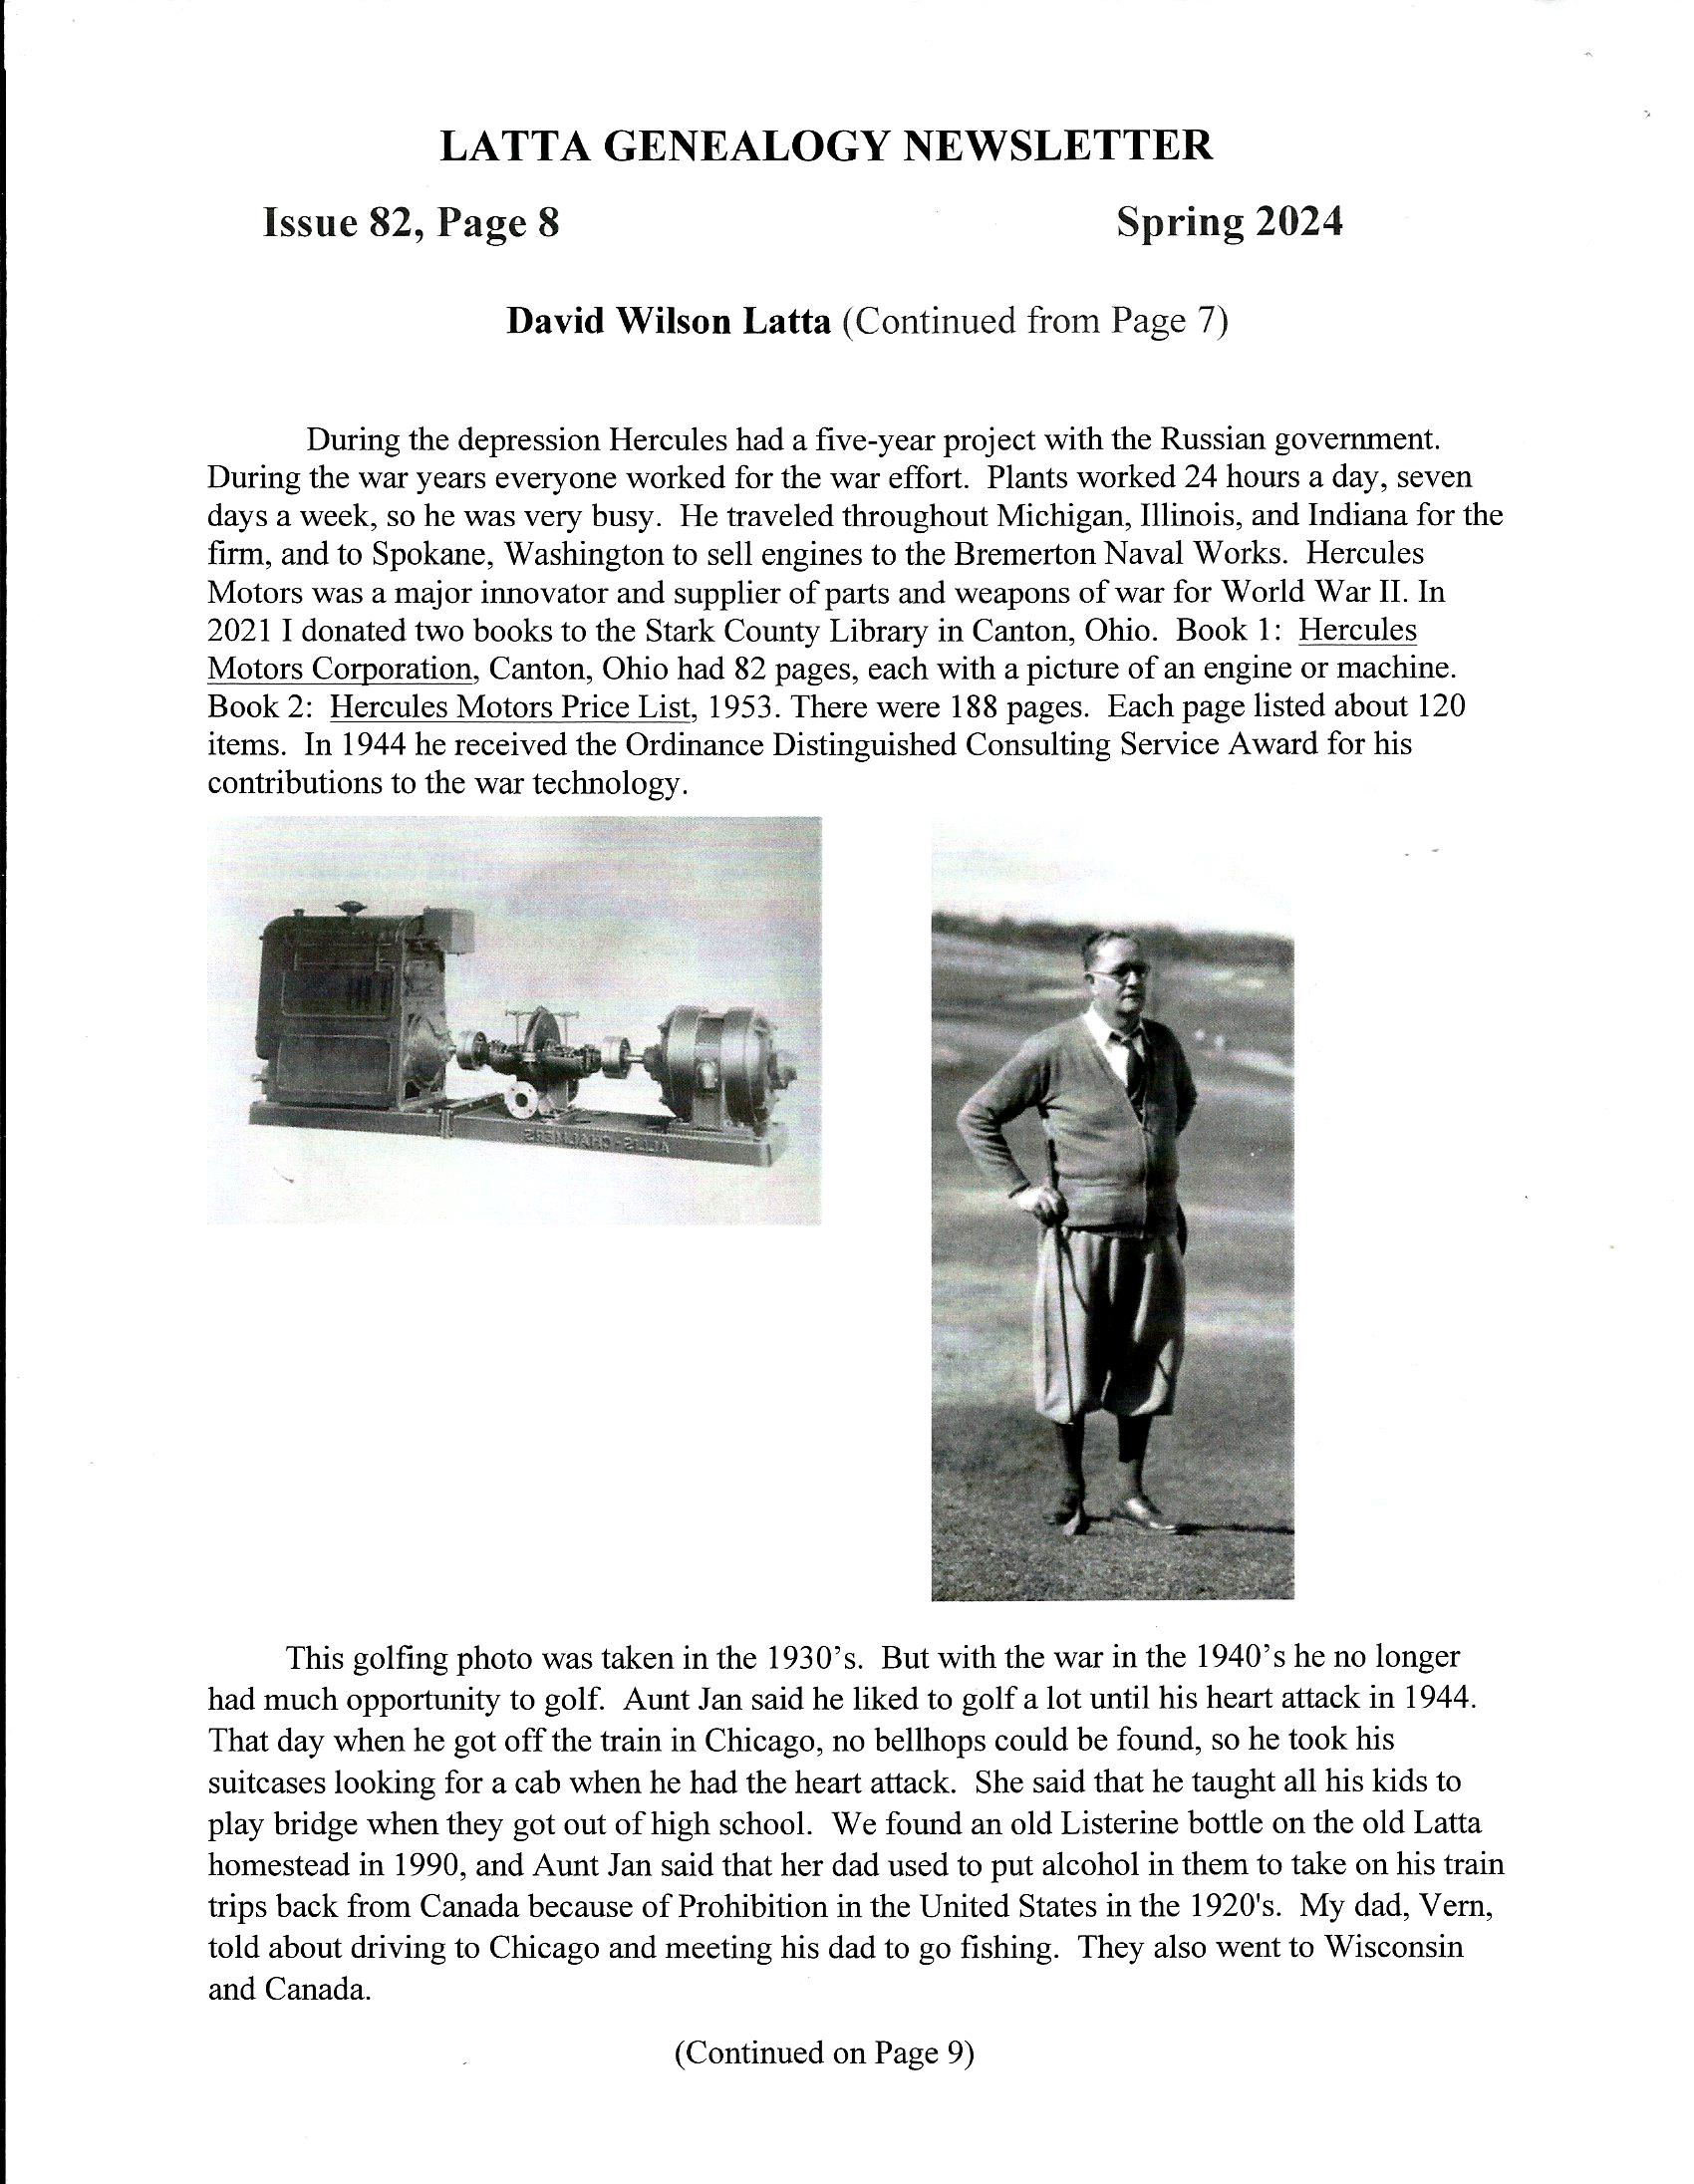 LATTA GENEALOGY NEWSLETTER
Issue 82, Page 8 Spring 2024
David Wilson Latta (Continued from Page 7)
During the depression Hercules had a five-year project with the Russian government.
During the war years everyone worked for the war effort. Plants worked 24 hours a day, seven
days a week, so he was very busy. He traveled throughout Michigan, Illinois, and Indiana for the
firm, and to Spokane, Washington to sell engines to the Bremerton Naval Works. Hercules
Motors was a major innovator and supplier of parts and weapons of war for World War II. In
2021 I donated two books to the Stark County Library in Canton, Ohio. Book 1: Hercules
Motors Corporation, Canton, Ohio had 82 pages, each with a picture of an engine or machine.
Book 2: Hercules Motors Price List, 1953. There were 188 pages. Each page listed about 120
items. In 1944 he received the Ordinance Distinguished Consulting Service Award for his
contributions to the war technology.
ALLIS-CHALMERS
This golfing photo was taken in the 1930’s. But with the war in the 1940’s he no longer
had much opportunity to golf. Aunt Jan said he liked to golf a lot until his heart attack in 1944.
That day when he got off the train in Chicago, no bellhops could be found, so he took his
suitcases looking for a cab when he had the heart attack. She said that he taught all his kids to
play bridge when they got out of high school. We found an old Listerine bottle on the old Latta
homestead in 1990, and Aunt Jan said that her dad used to put alcohol in them to take on his train
trips back from Canada because of Prohibition in the United States in the 1920's. My dad, Vern,
told about driving to Chicago and meeting his dad to go fishing. They also went to Wisconsin
and Canada.
(Continued on Page 9)